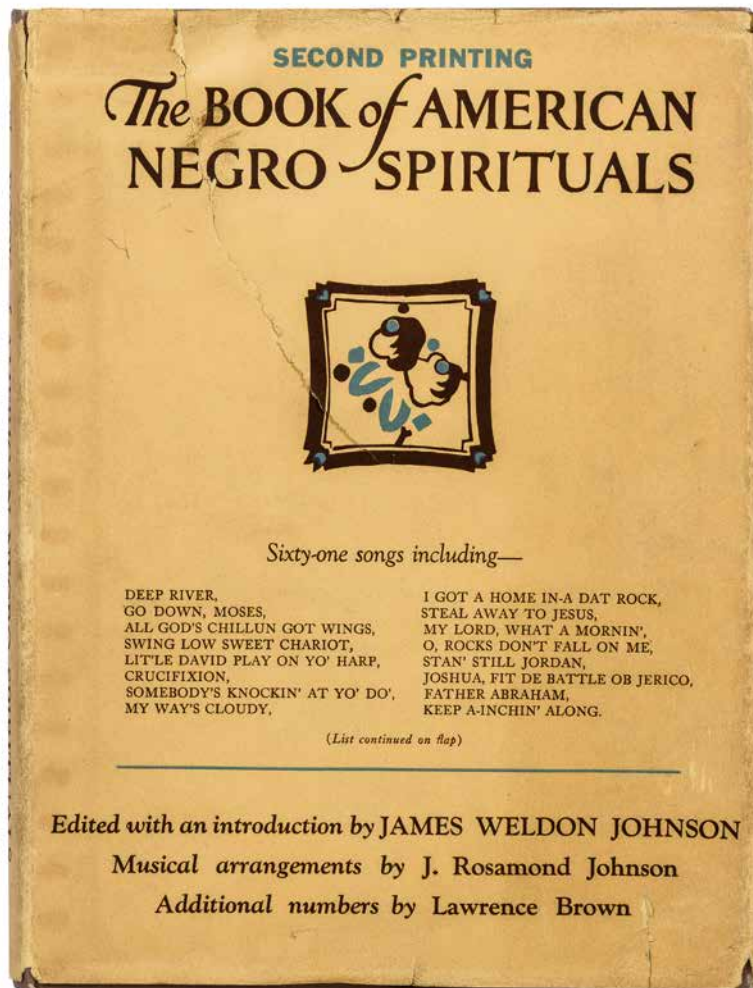 SECOND PRINTING
The BOOK of AMERICAN
NEGRO SPIRITUALS
Sixty-one songs including—
DEEP RIVER,
GO DOWN, MOSES,
ALL GOD'S CHILLUN GOT WINGS,
SWING LOW SWEET CHARIOT,
LIT'LE DAVID PLAY ON YO' HARP,
CRUCIFIXION,
SOMEBODY'S KNOCKIN' AT YO' DO',
MY WAY'S CLOUDY,
I GOT A HOME IN-A DAT ROCK,
STEAL AWAY TO JESUS,
MY LORD, WHAT A MORNIN',
O, ROCKS DON'T FALL ON ME,
STAN' STILL JORDAN,
JOSHUA, FIT DE BATTLE OB JERICO,
FATHER ABRAHAM,
KEEP A-INCHIN' ALONG.
(List continued on flap)
Edited with an introduction by JAMES WELDON JOHNSON
Musical arrangements by J. Rosamond Johnson
Additional numbers by Lawrence Brown